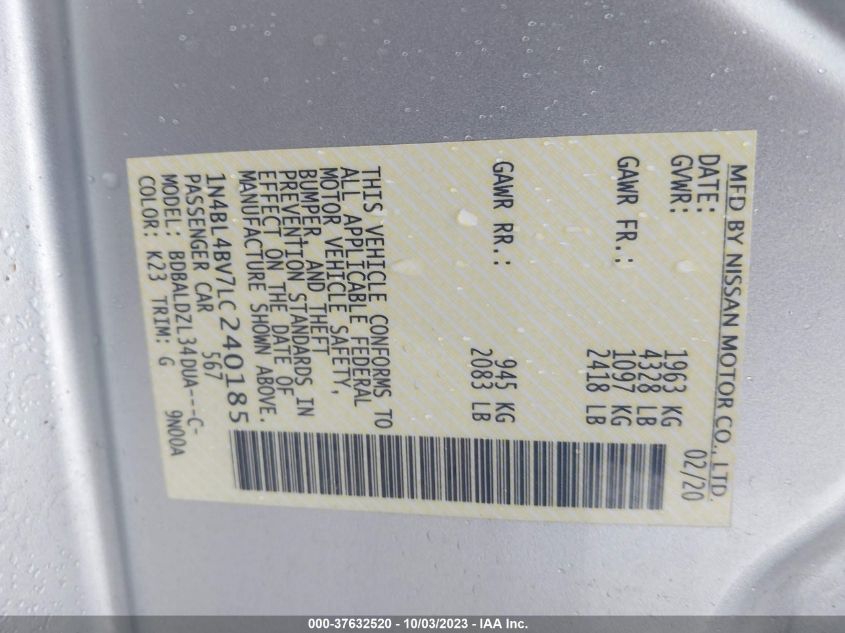 MFD BY NISSAN MOTOR CO., LTD.
DATE: 02/20
GVWR: 1963 KG
4328 LB
GAWR FR.: 1097 KG
2418 LB
GAWR RR.: 945 KG
2083 LB
THIS VEHICLE CONFORMS TO
ALL APPLICABLE FEDERAL
MOTOR VEHICLE SAFETY,
BUMPER, AND THEFT
PREVENTION STANDARDS IN
EFFECT ON THE DATE OF
MANUFACTURE SHOWN ABOVE.
1N4BL4BV7LC240185
PASSENGER CAR 567
MODEL: BDBALDZL34DUA---C-
COLOR: K23 TRIM: G 9N00A
000-37632520 - 10/03/2023 - IAA Inc.